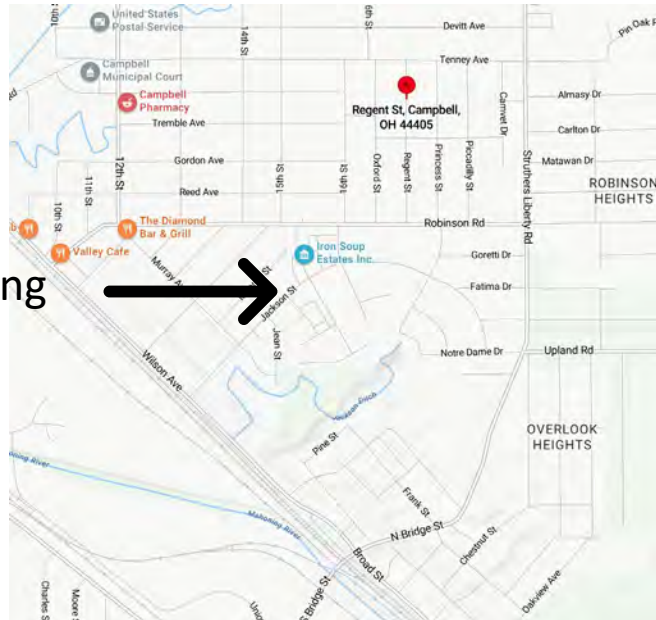 United States
Postal Service
Devitt Ave
14th St
Tenney Ave
Campbell
Municipal Court
Campbell
Pharmacy
Regent St, Campbell,
OH 44405
Almasy Dr
Tremble Ave
Canivet Dr
Carlton Dr
12th St
Gordon Ave
15th St
16th St
Oxford St
Regent St
Princess St
Piccadilly St
Struthers Liberty Rd
Matawan Dr
11th St
Reed Ave
ROBINSON
HEIGHTS
10th St
The Diamond
Bar & Grill
Robinson Rd
Valley Cafe
Iron Soup
Estates Inc
Goretti Dr
ng
Jackson St
Fatima Dr
Jean St
Wilson Ave
Notre Dame Dr
Upland Rd
Pine St
OVERLOOK
HEIGHTS
Frank St
Mahoning River
N Bridge St
Chestnut St
Broad St
S Bridge St
Oakview Ave
Charles S
Moore S